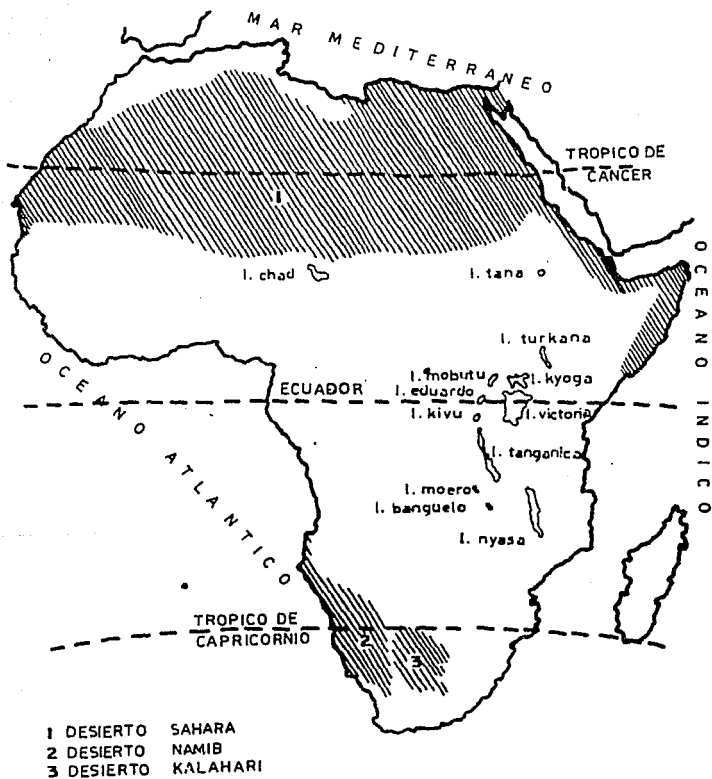 MAR MEDITERRANEO
TROPICO DE
CANCER
1
l. chad
l. tana
OCEANO INDICO
l. turkana
l. mobutu
l. kyoga
ECUADOR
l. eduardo
l. kivu
l. victoria
OCEANO ATLANTICO
l. tanganica
l. moero
l. banguelo
l. nyasa
TROPICO DE
CAPRICORNIO
2
3
1 DESIERTO SAHARA
2 DESIERTO NAMIB
3 DESIERTO KALAHARI